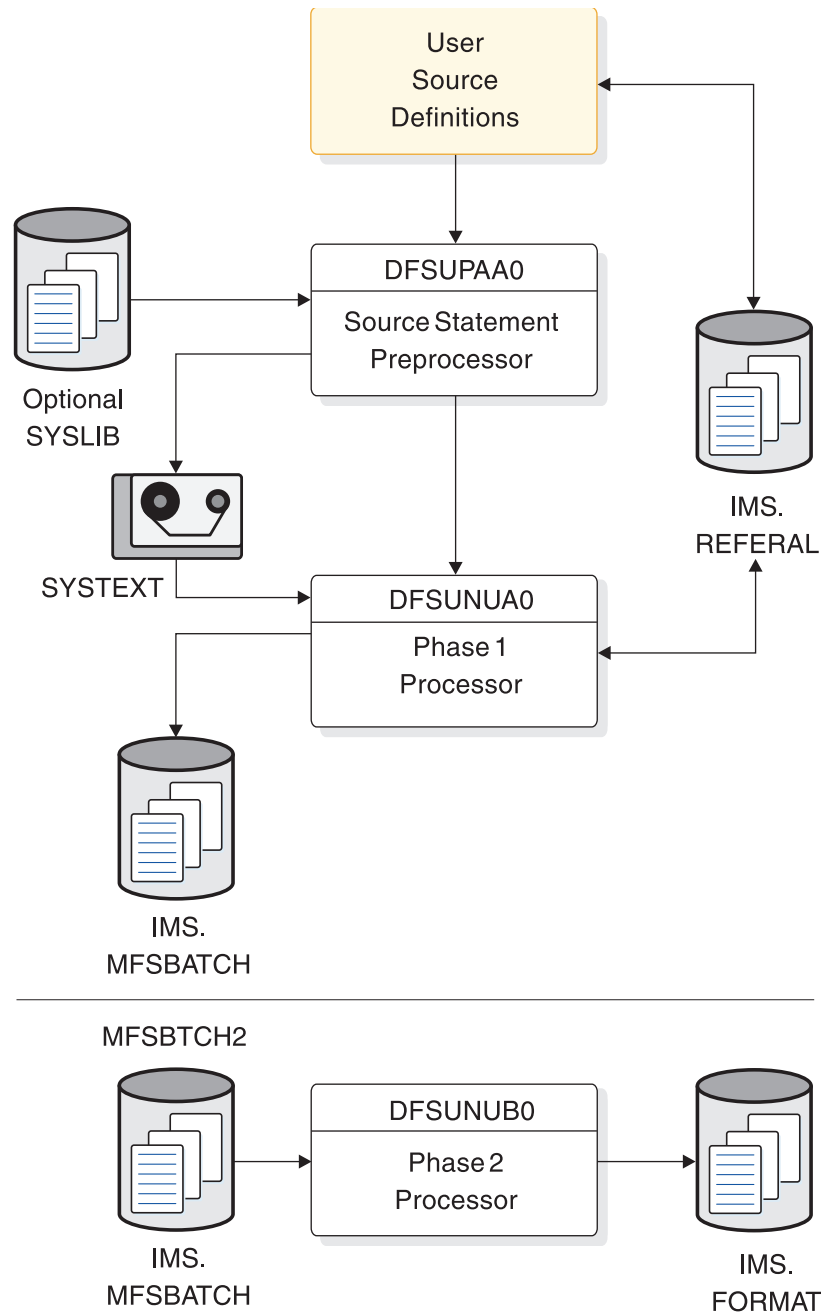 User
Source
Definitions
DFSUPAA0
Source Statement
Preprocessor
Optional
SYSLIB
IMS.
REFERAL
SYSTEXT
DFSUNUA0
Phase 1
Processor
IMS.
MFSBATCH
MFSBTCH2
DFSUNUB0
Phase 2
Processor
IMS.
MFSBATCH
IMS.
FORMAT